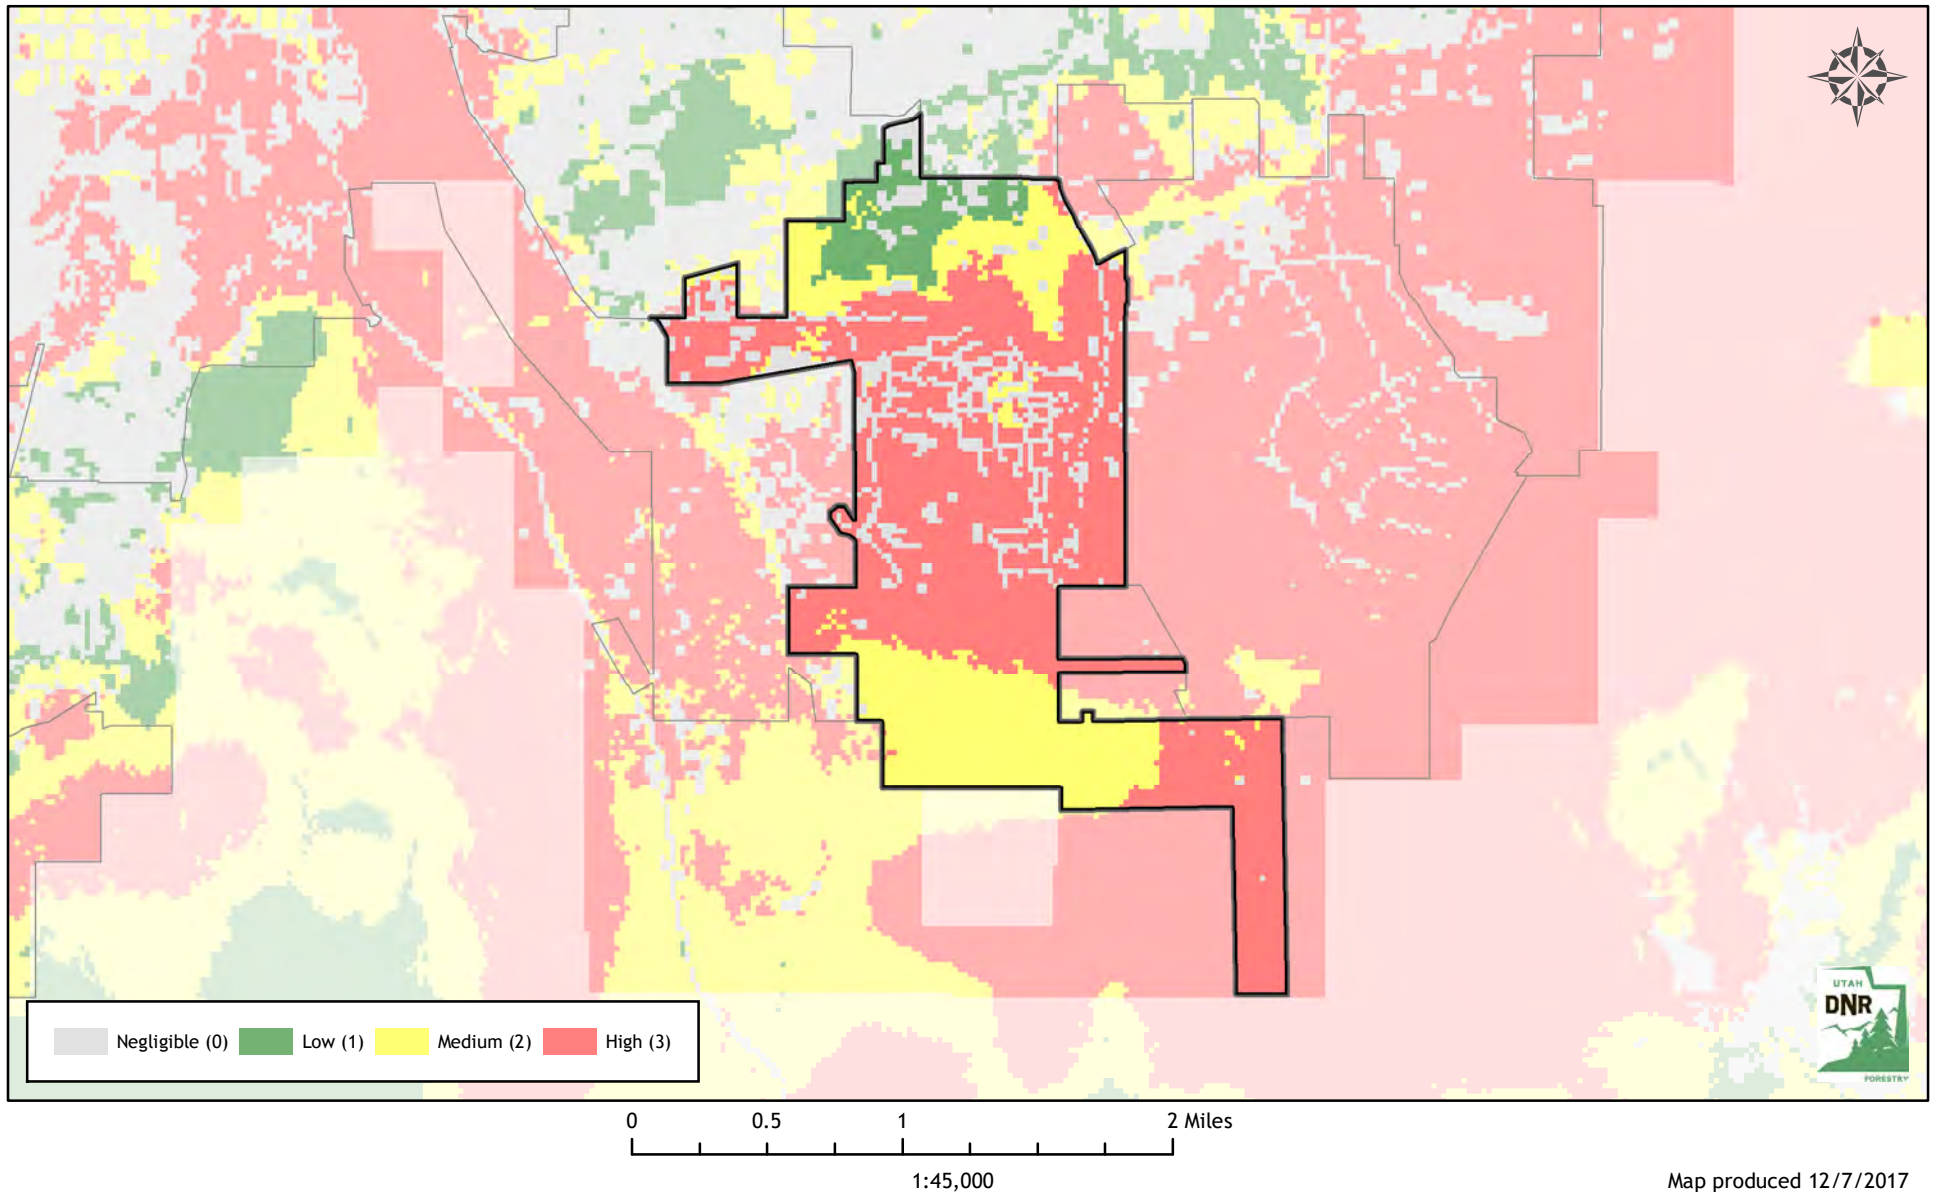 UTAH
DNR
FORESTRY
Negligible (0) Low (1) Medium (2) High (3)
0 0.5 1 2 Miles
1:45,000
Map produced 12/7/2017